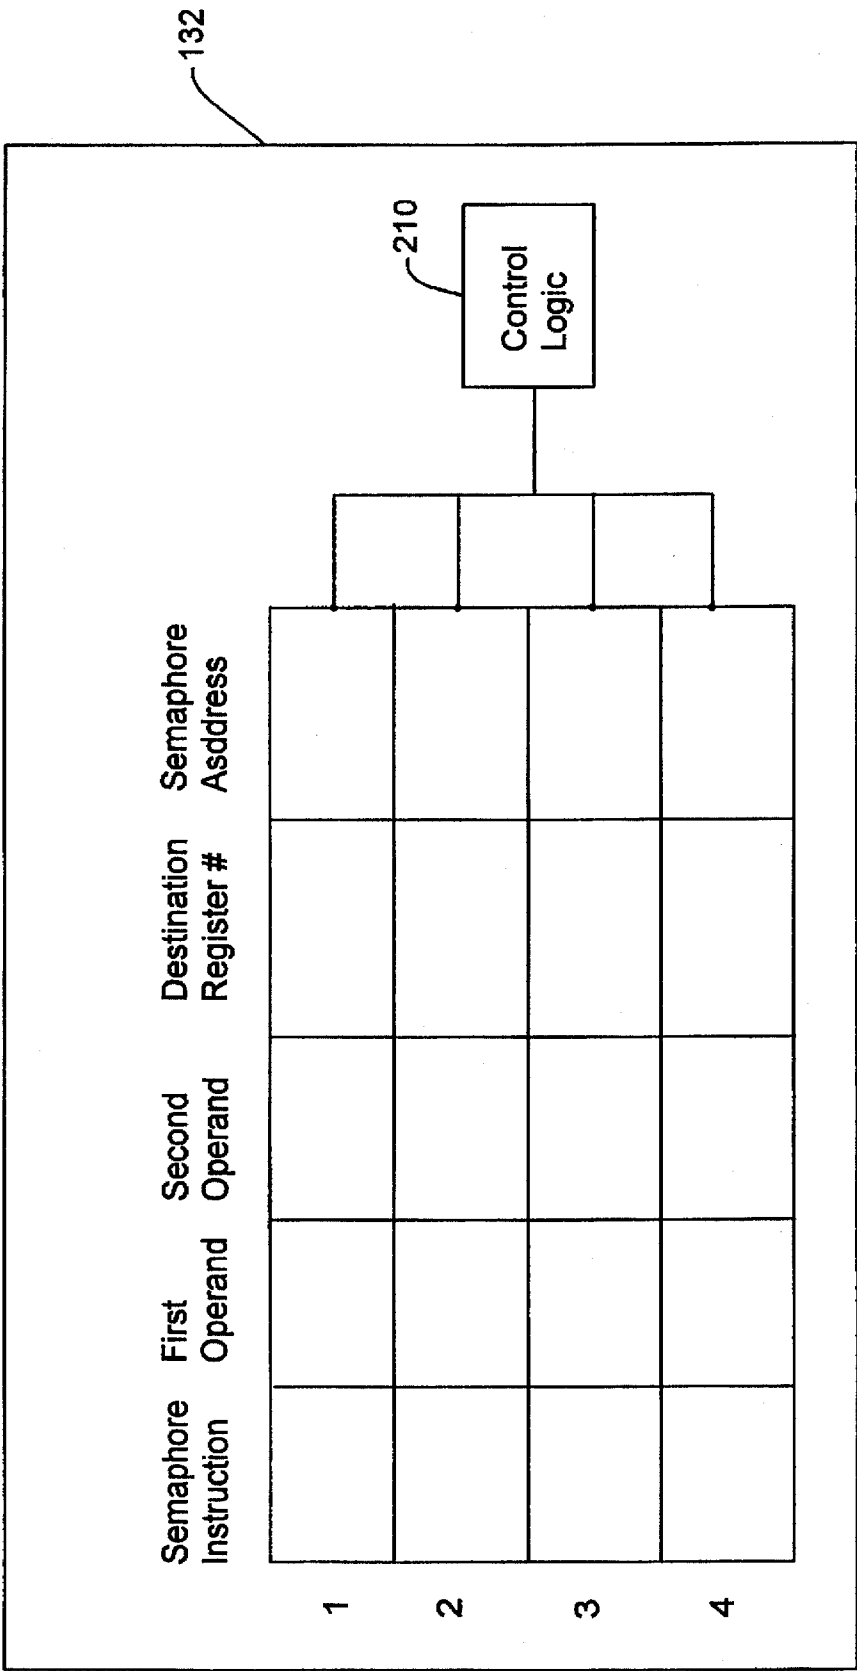 132
210
Control
Logic
Semaphore
Instruction
First
Operand
Second
Operand
Destination
Register #
Semaphore
Asddress
1
2
3
4